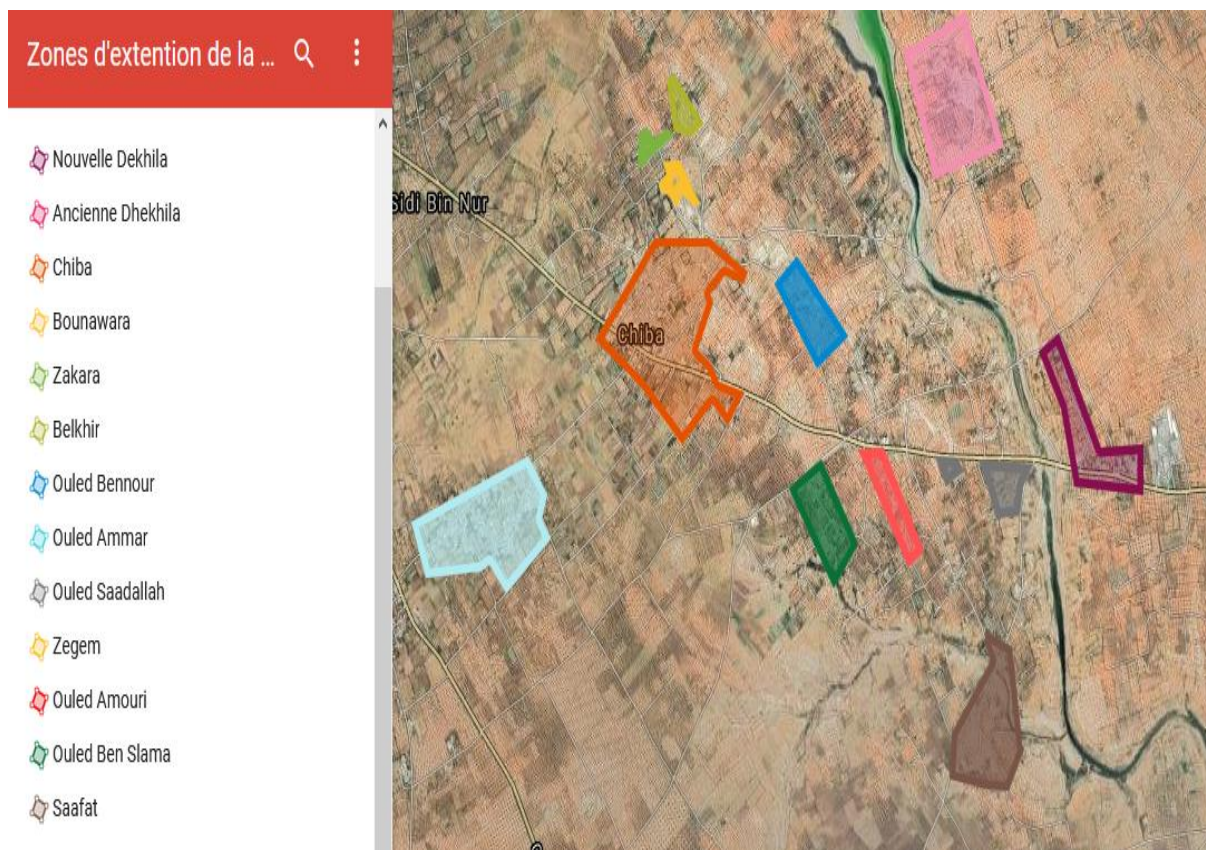 Zones d'extention de la ...
Nouvelle Dekhila
Ancienne Dhekhila
Chiba
Bounawara
Zakara
Belkhir
Ouled Bennour
Ouled Ammar
Ouled Saadallah
Zegem
Ouled Amouri
Ouled Ben Slama
Saafat
Sidi Bin Nur
Chiba